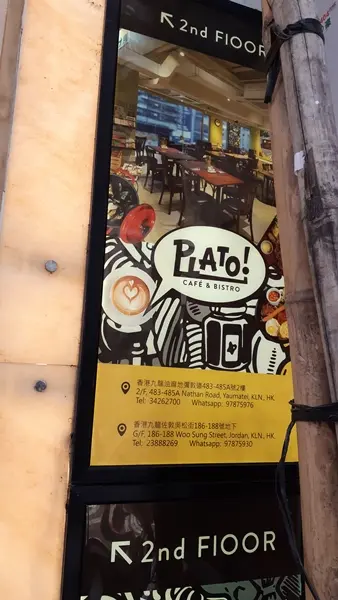 ↖ 2nd FlOOR
PLATO!
CAFÉ & BISTRO
香港九龍油麻地彌敦道483-485A號2樓
2/F, 483-485A Nathan Road, Yaumatei, KLN., HK
Tel: 34262700 Whatsapp: 97875976
香港九龍佐敦吳松街186-188號地下
G/F, 186-188 Woo Sung Street, Jordan, KLN., HK
Tel: 23888269 Whatsapp: 97875930
↖ 2nd FlOOR